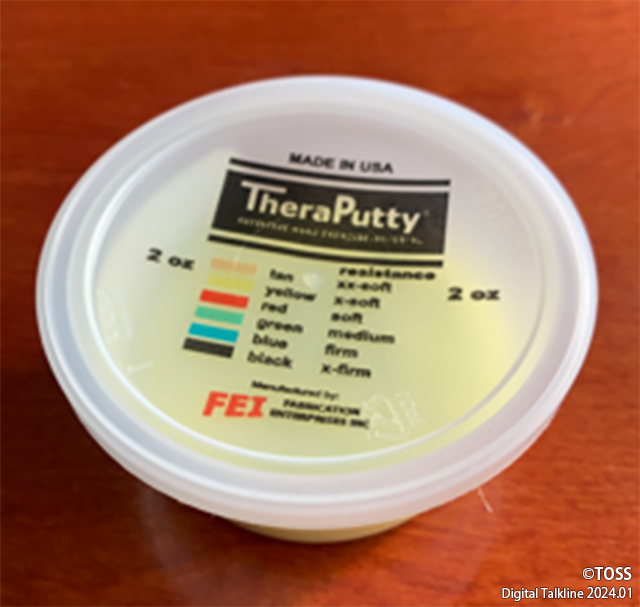 MADE IN USA
TheraPutty
2 oz
resistance
tan xx-soft
yellow x-soft
red soft
green medium
blue firm
black x-firm
2 oz
Manufactured by:
FEI FABRICATION
ENTERPRISES INC
©TOSS
Digital Talkline 2024.01